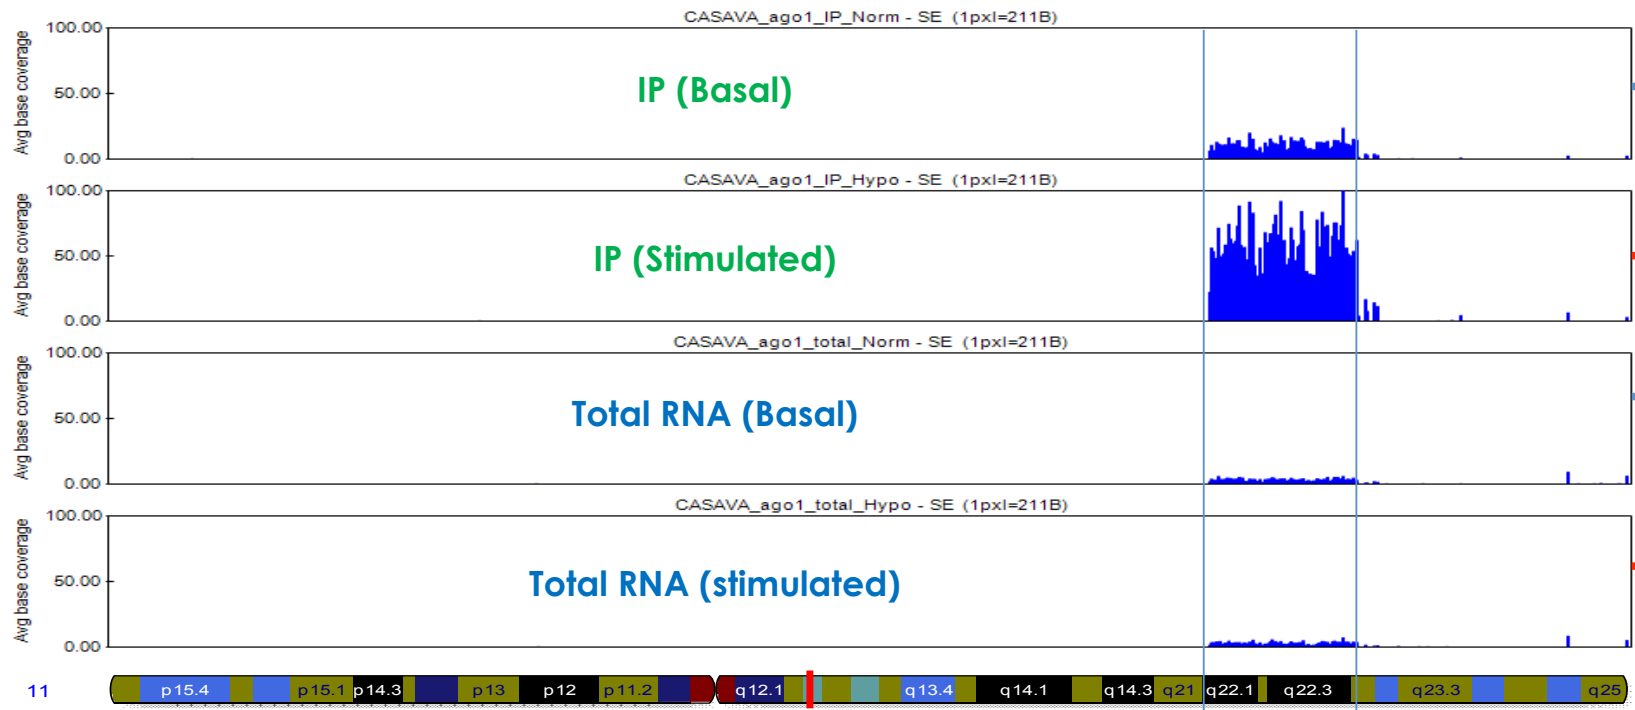 CASAVA_ago1_IP_Norm - SE (1pxl=211B)
100.00
50.00
0.00
Avg base coverage
IP (Basal)
CASAVA_ago1_IP_Hypo - SE (1pxl=211B)
100.00
50.00
0.00
Avg base coverage
IP (Stimulated)
CASAVA_ago1_total_Norm - SE (1pxl=211B)
100.00
50.00
0.00
Avg base coverage
Total RNA (Basal)
CASAVA_ago1_total_Hypo - SE (1pxl=211B)
100.00
50.00
0.00
Avg base coverage
Total RNA (stimulated)
11 p15.4 p15.1 p14.3 p13 p12 p11.2 q12.1 q13.4 q14.1 q14.3 q21 q22.1 q22.3 q23.3 q25